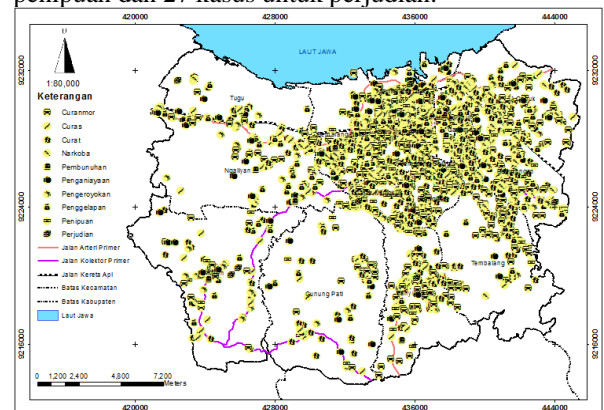 penipuan dan 27 kasus untuk perjudian.
420000 428000 436000 444000
U
LAUT JAWA
9232000 9232000
1:80,000
Keterangan
Tugu
Curanmor
Curas
Curat
Narkoba
Pembunuhan
Ngaliyan
Penganiayaan
Pengeroyokan
Penggelapan
9224000 9224000
Penipuan
Perjudian
Jalan Arteri Primer
Jalan Kolektor Primer
Tembalang
Jalan Kereta Api
Batas Kecamatan
Gunung Pati
Batas Kabupaten
Laut Jawa
9216000 9216000
0 1,200 2,400 4,800 7,200
Meters
420000 428000 436000 444000